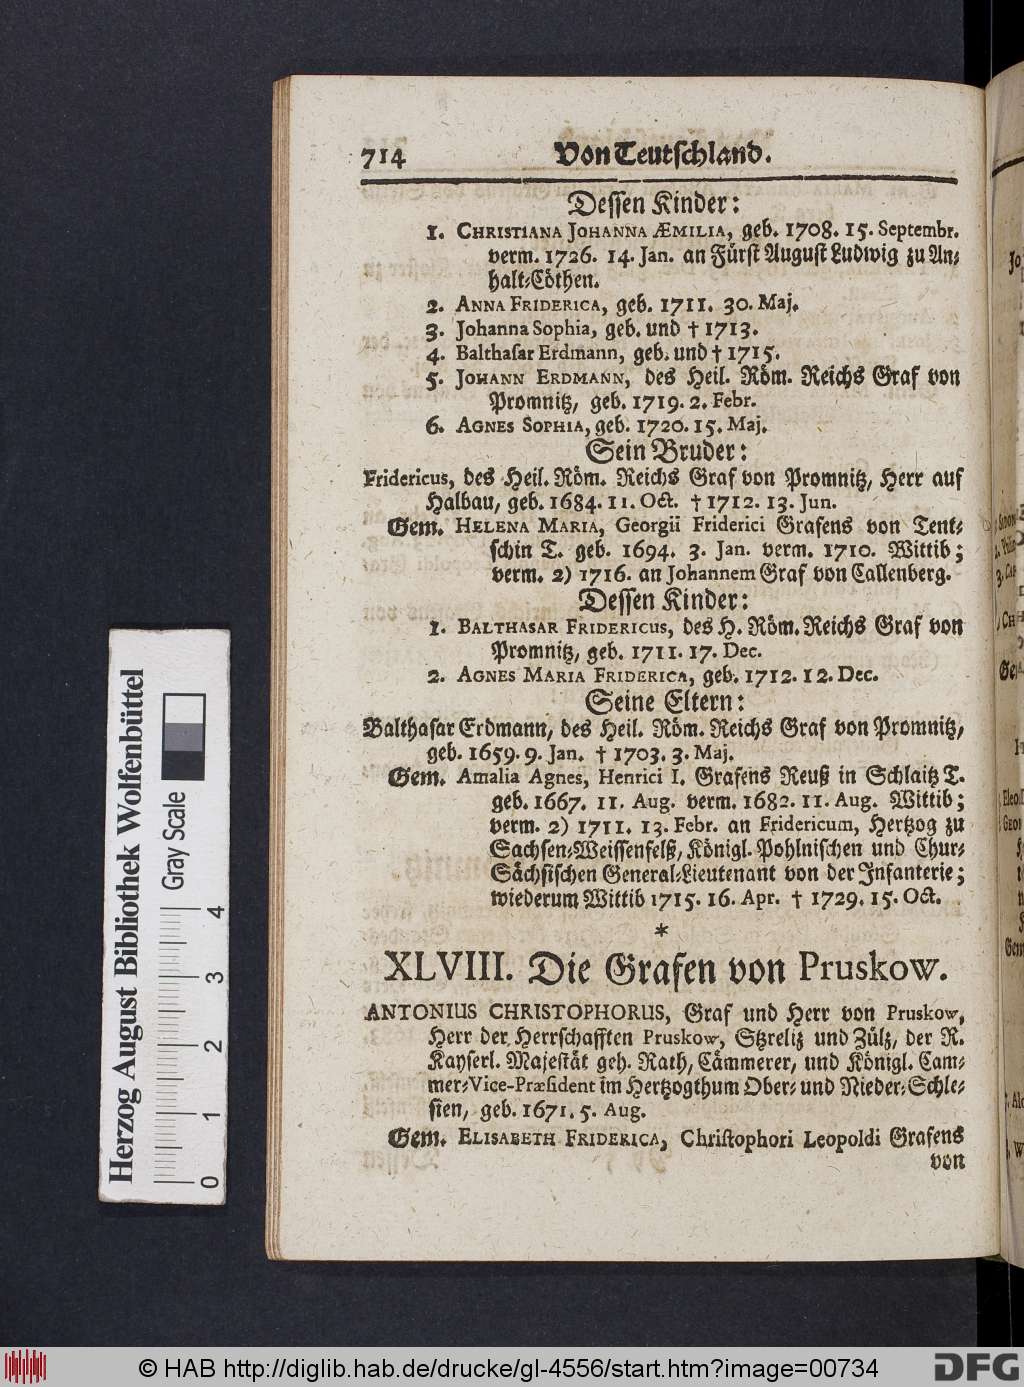 714 Von Teutschland.
Dessen Kinder:
1. CHRISTIANA JOHANNA ÆMILIA, geb. 1708. 15. Septembr.
verm. 1726. 14. Jan. an Fürst August Ludwig zu An-
halt-Cöthen.
2. ANNA FRIDERICA, geb. 1711. 30. Maj.
3. Johanna Sophia, geb. und † 1713.
4. Balthasar Erdmann, geb. und † 1715.
5. JOHANN ERDMANN, des Heil. Röm. Reichs Graf von
Promnitz, geb. 1719. 2. Febr.
6. AGNES SOPHIA, geb. 1720. 15. Maj.
Sein Bruder:
Fridericus, des Heil. Röm. Reichs Graf von Promnitz, Herr auf
Halbau, geb. 1684. 11. Oct. † 1712. 13. Jun.
Gem. HELENA MARIA, Georgii Friderici Grafens von Tent-
schin T. geb. 1694. 3. Jan. verm. 1710. Wittib;
verm. 2) 1716. an Johannem Graf von Callenberg.
Dessen Kinder:
1. BALTHASAR FRIDERICUS, des H. Röm. Reichs Graf von
Promnitz, geb. 1711. 17. Dec.
2. AGNES MARIA FRIDERICA, geb. 1712. 12. Dec.
Seine Eltern:
Balthasar Erdmann, des Heil. Röm. Reichs Graf von Promnitz,
geb. 1659. 9. Jan. † 1703. 3. Maj.
Gem. Amalia Agnes, Henrici I. Grafens Reuß in Schlaitz T.
geb. 1667. 11. Aug. verm. 1682. 11. Aug. Wittib;
verm. 2) 1711. 13. Febr. an Fridericum, Hertzog zu
Sachsen-Weissenfelß, Königl. Pohlnischen und Chur-
Sächsischen General-Lieutenant von der Infanterie;
wiederum Wittib 1715. 16. Apr. † 1729. 15. Oct.
*
XLVIII. Die Grafen von Pruskow.
ANTONIUS CHRISTOPHORUS, Graf und Herr von Pruskow,
Herr der Herrschafften Pruskow, Stzreliz und Zülz, der R.
Kayserl. Majestät geh. Rath, Cämmerer, und Königl. Cam-
mer-Vice-Præsident im Hertzogthum Ober- und Nieder-Schle-
sien, geb. 1671. 5. Aug.
Gem. ELISABETH FRIDERICA, Christophori Leopoldi Grafens
von
Herzog August Bibliothek Wolfenbüttel
Gray Scale
0 1 2 3 4
© HAB http://diglib.hab.de/drucke/gl-4556/start.htm?image=00734
DFG